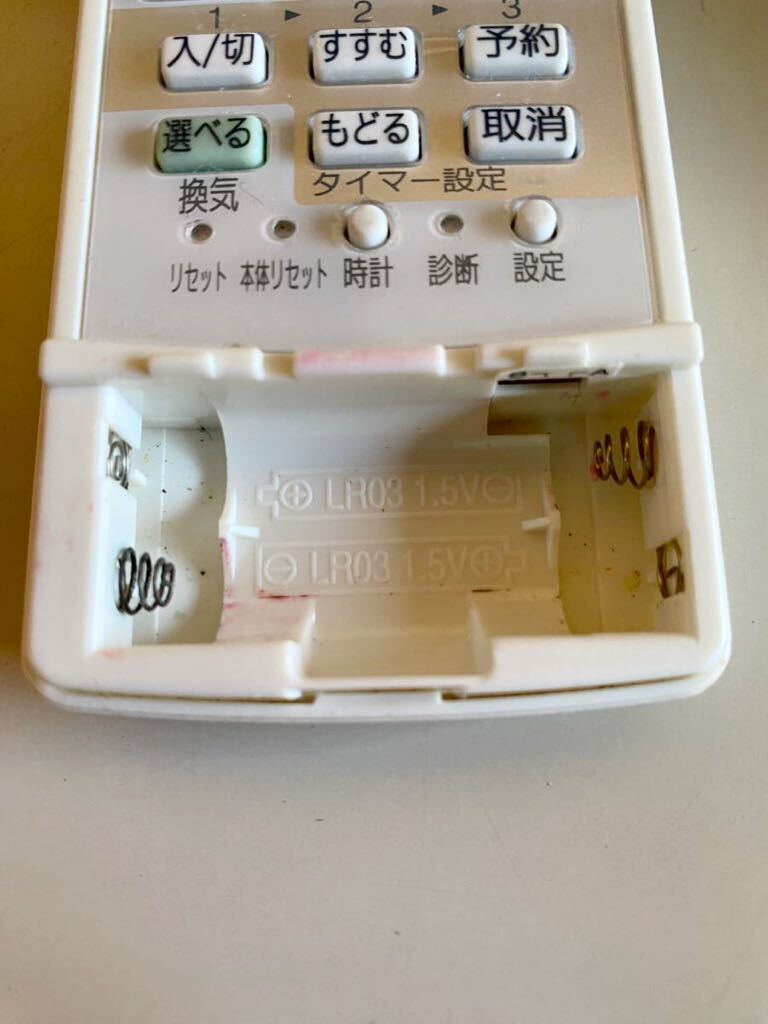 1 ▶ 2 ▶ 3
入/切 すすむ 予約
選べる もどる 取消
換気 タイマー設定
リセット 本体リセット 時計 診断 設定
⊕ LR03 1.5V ⊖
⊖ LR03 1.5V ⊕